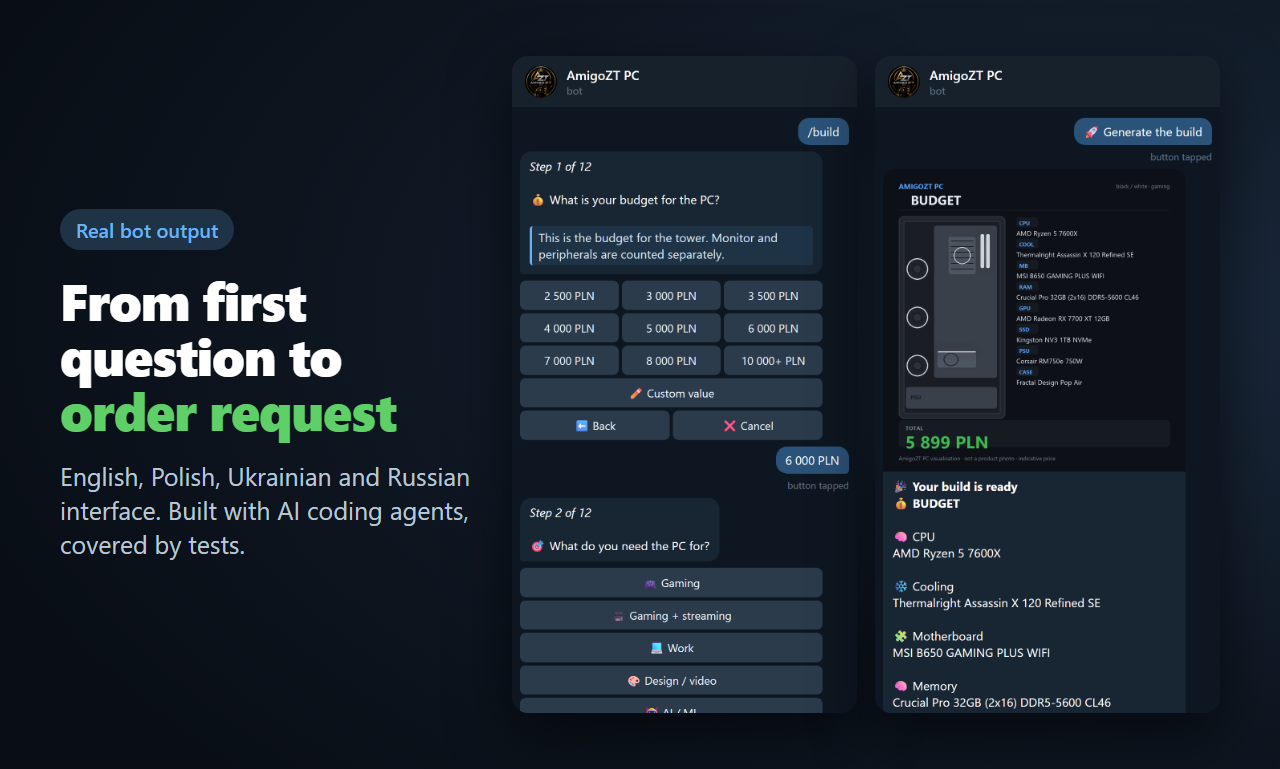 Real bot output
From first
question to
order request
English, Polish, Ukrainian and Russian
interface. Built with AI coding agents,
covered by tests.
AmigoZT PC
bot
/build
Step 1 of 12
💰 What is your budget for the PC?
This is the budget for the tower. Monitor and
peripherals are counted separately.
2 500 PLN 3 000 PLN 3 500 PLN
4 000 PLN 5 000 PLN 6 000 PLN
7 000 PLN 8 000 PLN 10 000+ PLN
Custom value
Back Cancel
6 000 PLN
button tapped
Step 2 of 12
🎯 What do you need the PC for?
🎮 Gaming
Gaming + streaming
💻 Work
🎨 Design / video
AI / ML
AmigoZT PC
bot
🚀 Generate the build
button tapped
AMIGOZT PC
black / white · gaming
BUDGET
CPU
AMD Ryzen 5 7600X
COOL
Thermalright Assassin X 120 Refined SE
MB
MSI B650 GAMING PLUS WIFI
RAM
Crucial Pro 32GB (2x16) DDR5-5600 CL46
GPU
AMD Radeon RX 7700 XT 12GB
SSD
Kingston NV3 1TB NVMe
PSU
Corsair RM750e 750W
CASE
Fractal Design Pop Air
PSU
TOTAL
5 899 PLN
AmigoZT PC visualisation · not a product photo · indicative price
🎉 Your build is ready
💰 BUDGET
🧠 CPU
AMD Ryzen 5 7600X
❄️ Cooling
Thermalright Assassin X 120 Refined SE
🧩 Motherboard
MSI B650 GAMING PLUS WIFI
🧠 Memory
Crucial Pro 32GB (2x16) DDR5-5600 CL46